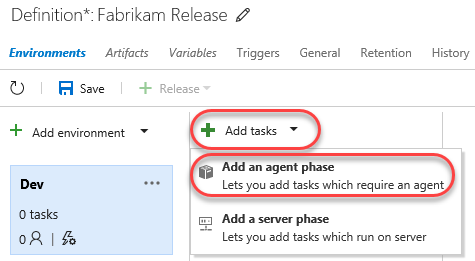 Definition*: Fabrikam Release
Environments Artifacts Variables Triggers General Retention History
Save Release
Add environment Add tasks
Add an agent phase
Lets you add tasks which require an agent
Dev ...
0 tasks
Add a server phase
Lets you add tasks which run on server
0